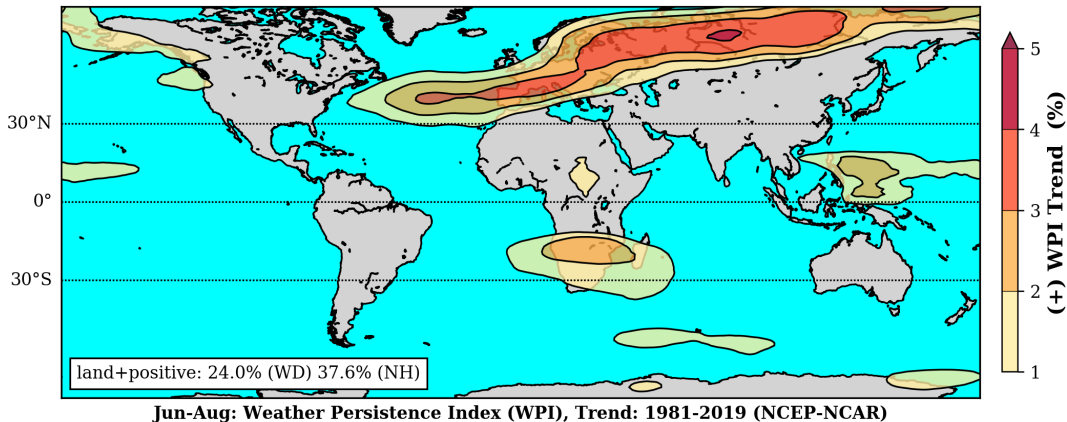 30°N
0°
30°S
land+positive: 24.0% (WD) 37.6% (NH)
Jun-Aug: Weather Persistence Index (WPI), Trend: 1981-2019 (NCEP-NCAR)
5
4
3
2
1
(+) WPI Trend (%)